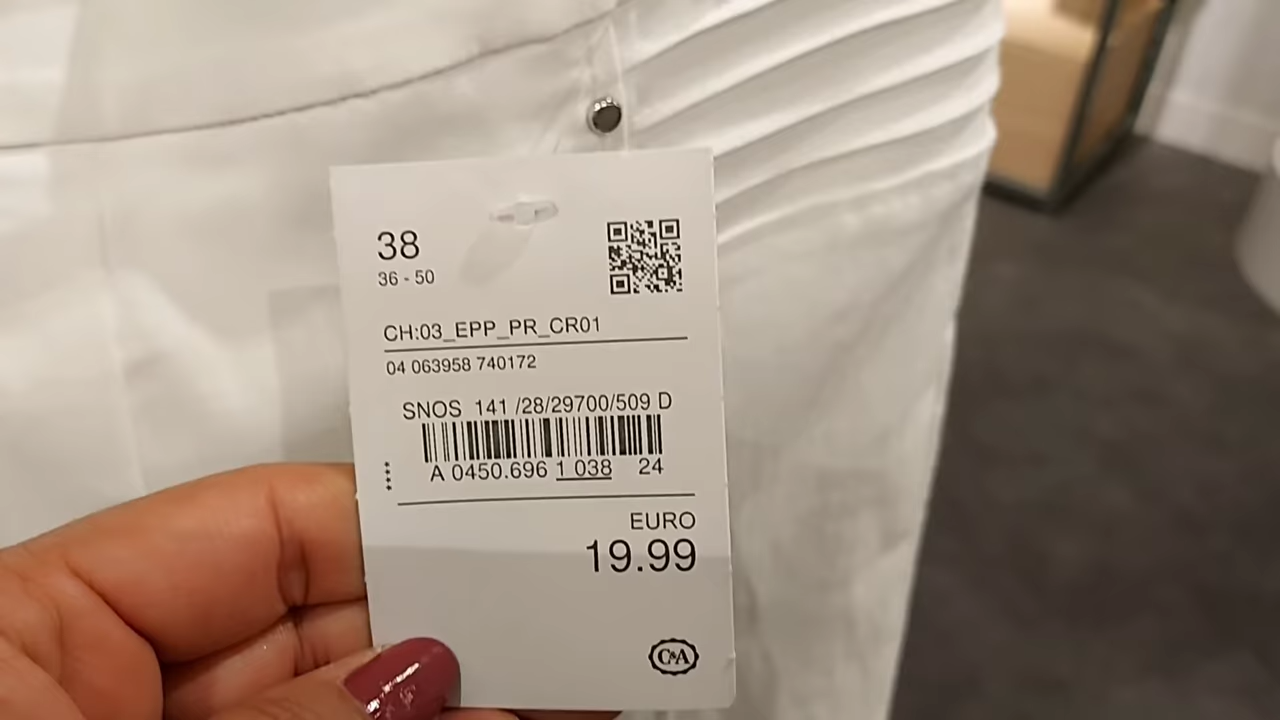 38
36 - 50
CH:03_EPP_PR_CR01
04 063958 740172
SNOS 141 /28/29700/509 D
A 0450.696 1 038 24
EURO
19.99
C&A